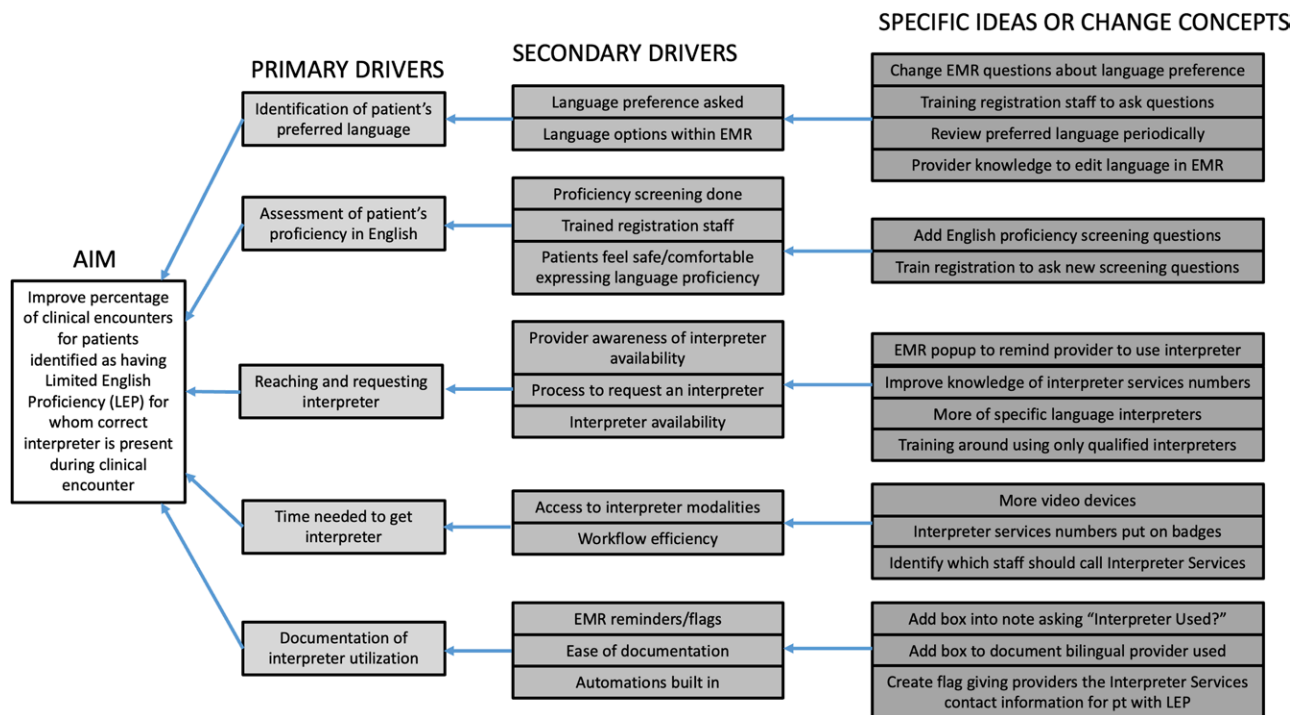 SPECIFIC IDEAS OR CHANGE CONCEPTS
SECONDARY DRIVERS
PRIMARY DRIVERS
AIM
Improve percentage
of clinical encounters
for patients
identified as having
Limited English
Proficiency (LEP) for
whom correct
interpreter is present
during clinical
encounter
Identification of patient's
preferred language
Language preference asked
Language options within EMR
Change EMR questions about language preference
Training registration staff to ask questions
Review preferred language periodically
Provider knowledge to edit language in EMR
Assessment of patient's
proficiency in English
Proficiency screening done
Trained registration staff
Patients feel safe/comfortable
expressing language proficiency
Add English proficiency screening questions
Train registration to ask new screening questions
Reaching and requesting
interpreter
Provider awareness of interpreter
availability
Process to request an interpreter
Interpreter availability
EMR popup to remind provider to use interpreter
Improve knowledge of interpreter services numbers
More of specific language interpreters
Training around using only qualified interpreters
Time needed to get
interpreter
Access to interpreter modalities
Workflow efficiency
More video devices
Interpreter services numbers put on badges
Identify which staff should call Interpreter Services
Documentation of
interpreter utilization
EMR reminders/flags
Ease of documentation
Automations built in
Add box into note asking "Interpreter Used?"
Add box to document bilingual provider used
Create flag giving providers the Interpreter Services
contact information for pt with LEP